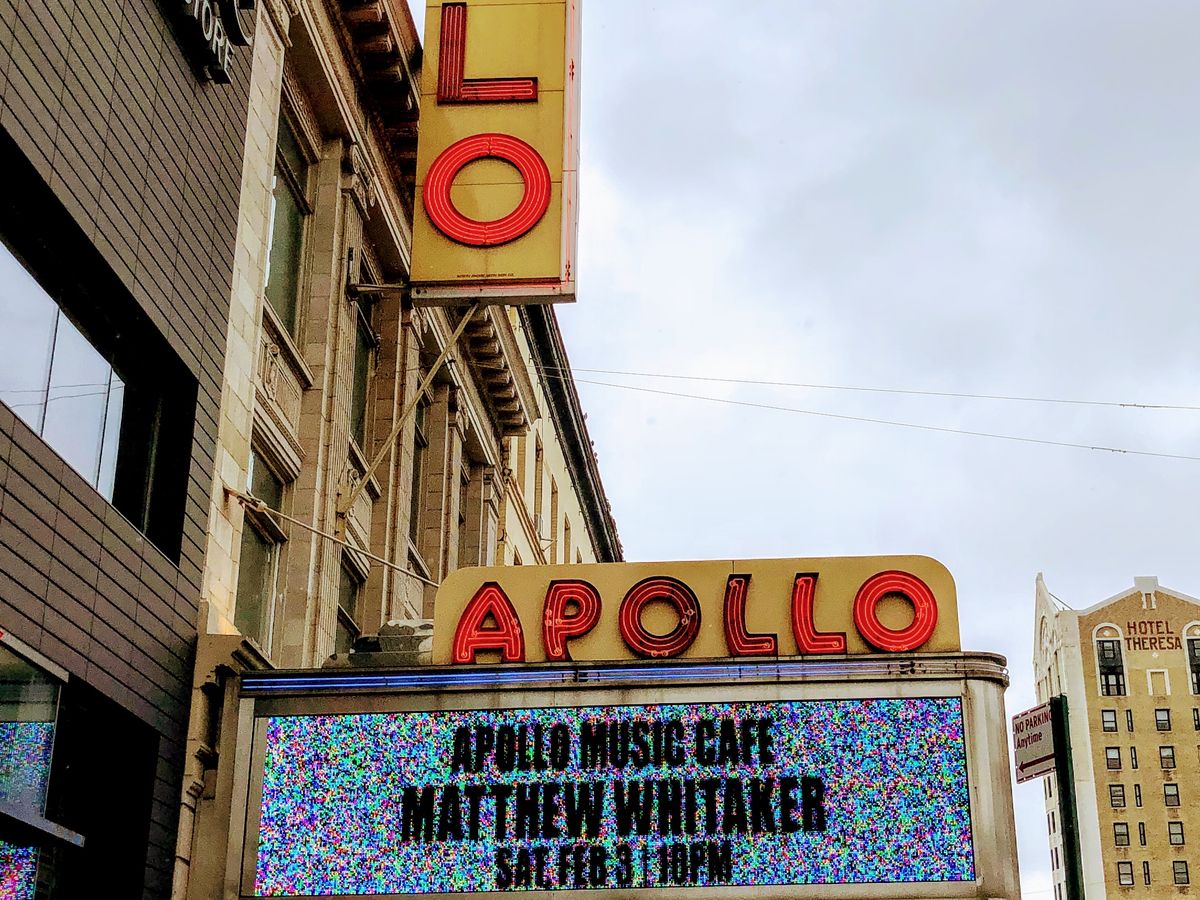 STORE
LO
APOLLO
APOLLO MUSIC CAFE
MATTHEW WHITAKER
SAT FEB 3 | 10PM
HOTEL
THERESA
NO PARKING
Anytime